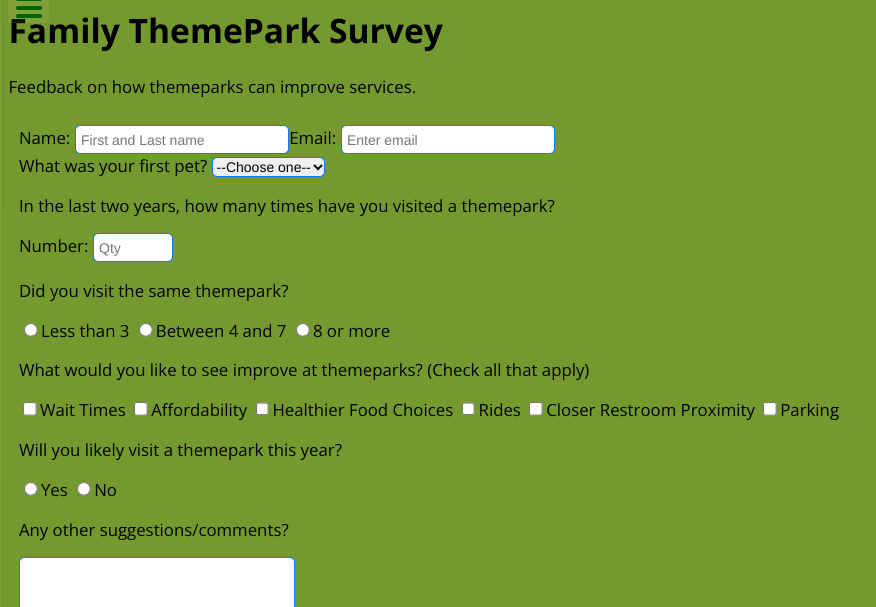 Family ThemePark Survey
Feedback on how themeparks can improve services.
Name: First and Last name Email: Enter email
What was your first pet? --Choose one--
In the last two years, how many times have you visited a themepark?
Number: Qty
Did you visit the same themepark?
Less than 3 Between 4 and 7 8 or more
What would you like to see improve at themeparks? (Check all that apply)
Wait Times Affordability Healthier Food Choices Rides Closer Restroom Proximity Parking
Will you likely visit a themepark this year?
Yes No
Any other suggestions/comments?